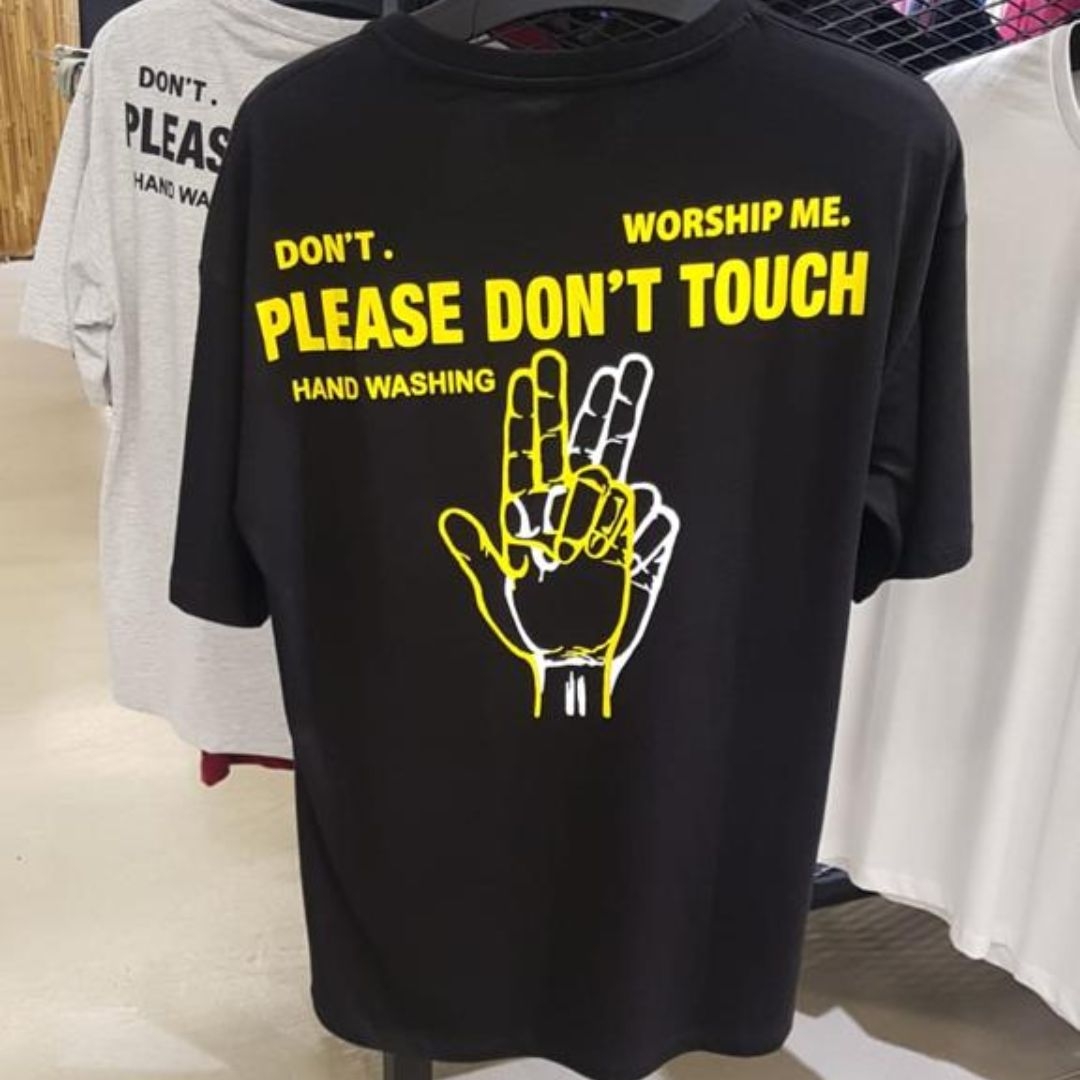 DON'T.
PLEAS
HAND WA
DON'T .
WORSHIP ME.
PLEASE DON'T TOUCH
HAND WASHING